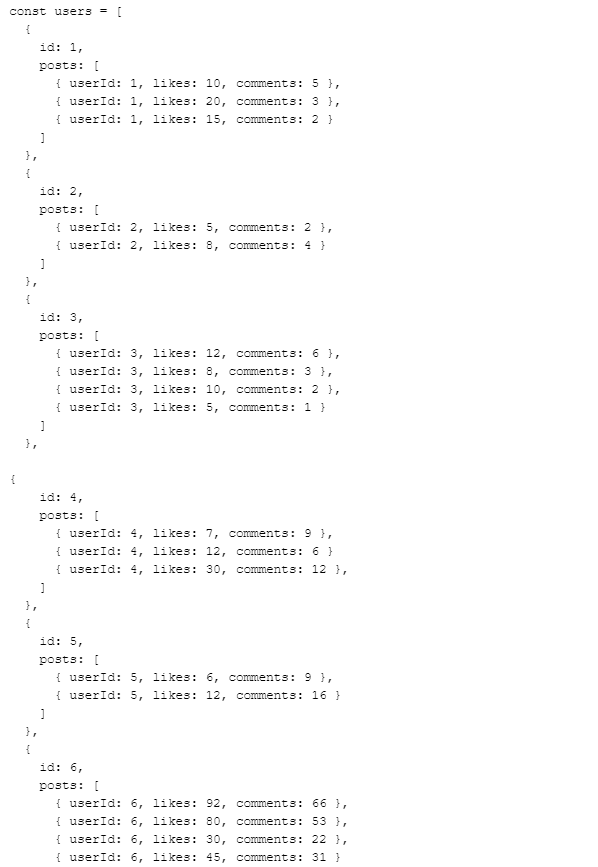 const users = [
  {
    id: 1,
    posts: [
      { userId: 1, likes: 10, comments: 5 },
      { userId: 1, likes: 20, comments: 3 },
      { userId: 1, likes: 15, comments: 2 }
    ]
  },
  {
    id: 2,
    posts: [
      { userId: 2, likes: 5, comments: 2 },
      { userId: 2, likes: 8, comments: 4 }
    ]
  },
  {
    id: 3,
    posts: [
      { userId: 3, likes: 12, comments: 6 },
      { userId: 3, likes: 8, comments: 3 },
      { userId: 3, likes: 10, comments: 2 },
      { userId: 3, likes: 5, comments: 1 }
    ]
  },
{
    id: 4,
    posts: [
      { userId: 4, likes: 7, comments: 9 },
      { userId: 4, likes: 12, comments: 6 }
      { userId: 4, likes: 30, comments: 12 },
    ]
  },
  {
    id: 5,
    posts: [
      { userId: 5, likes: 6, comments: 9 },
      { userId: 5, likes: 12, comments: 16 }
    ]
  },
  {
    id: 6,
    posts: [
      { userId: 6, likes: 92, comments: 66 },
      { userId: 6, likes: 80, comments: 53 },
      { userId: 6, likes: 30, comments: 22 },
      { userId: 6, likes: 45, comments: 31 }